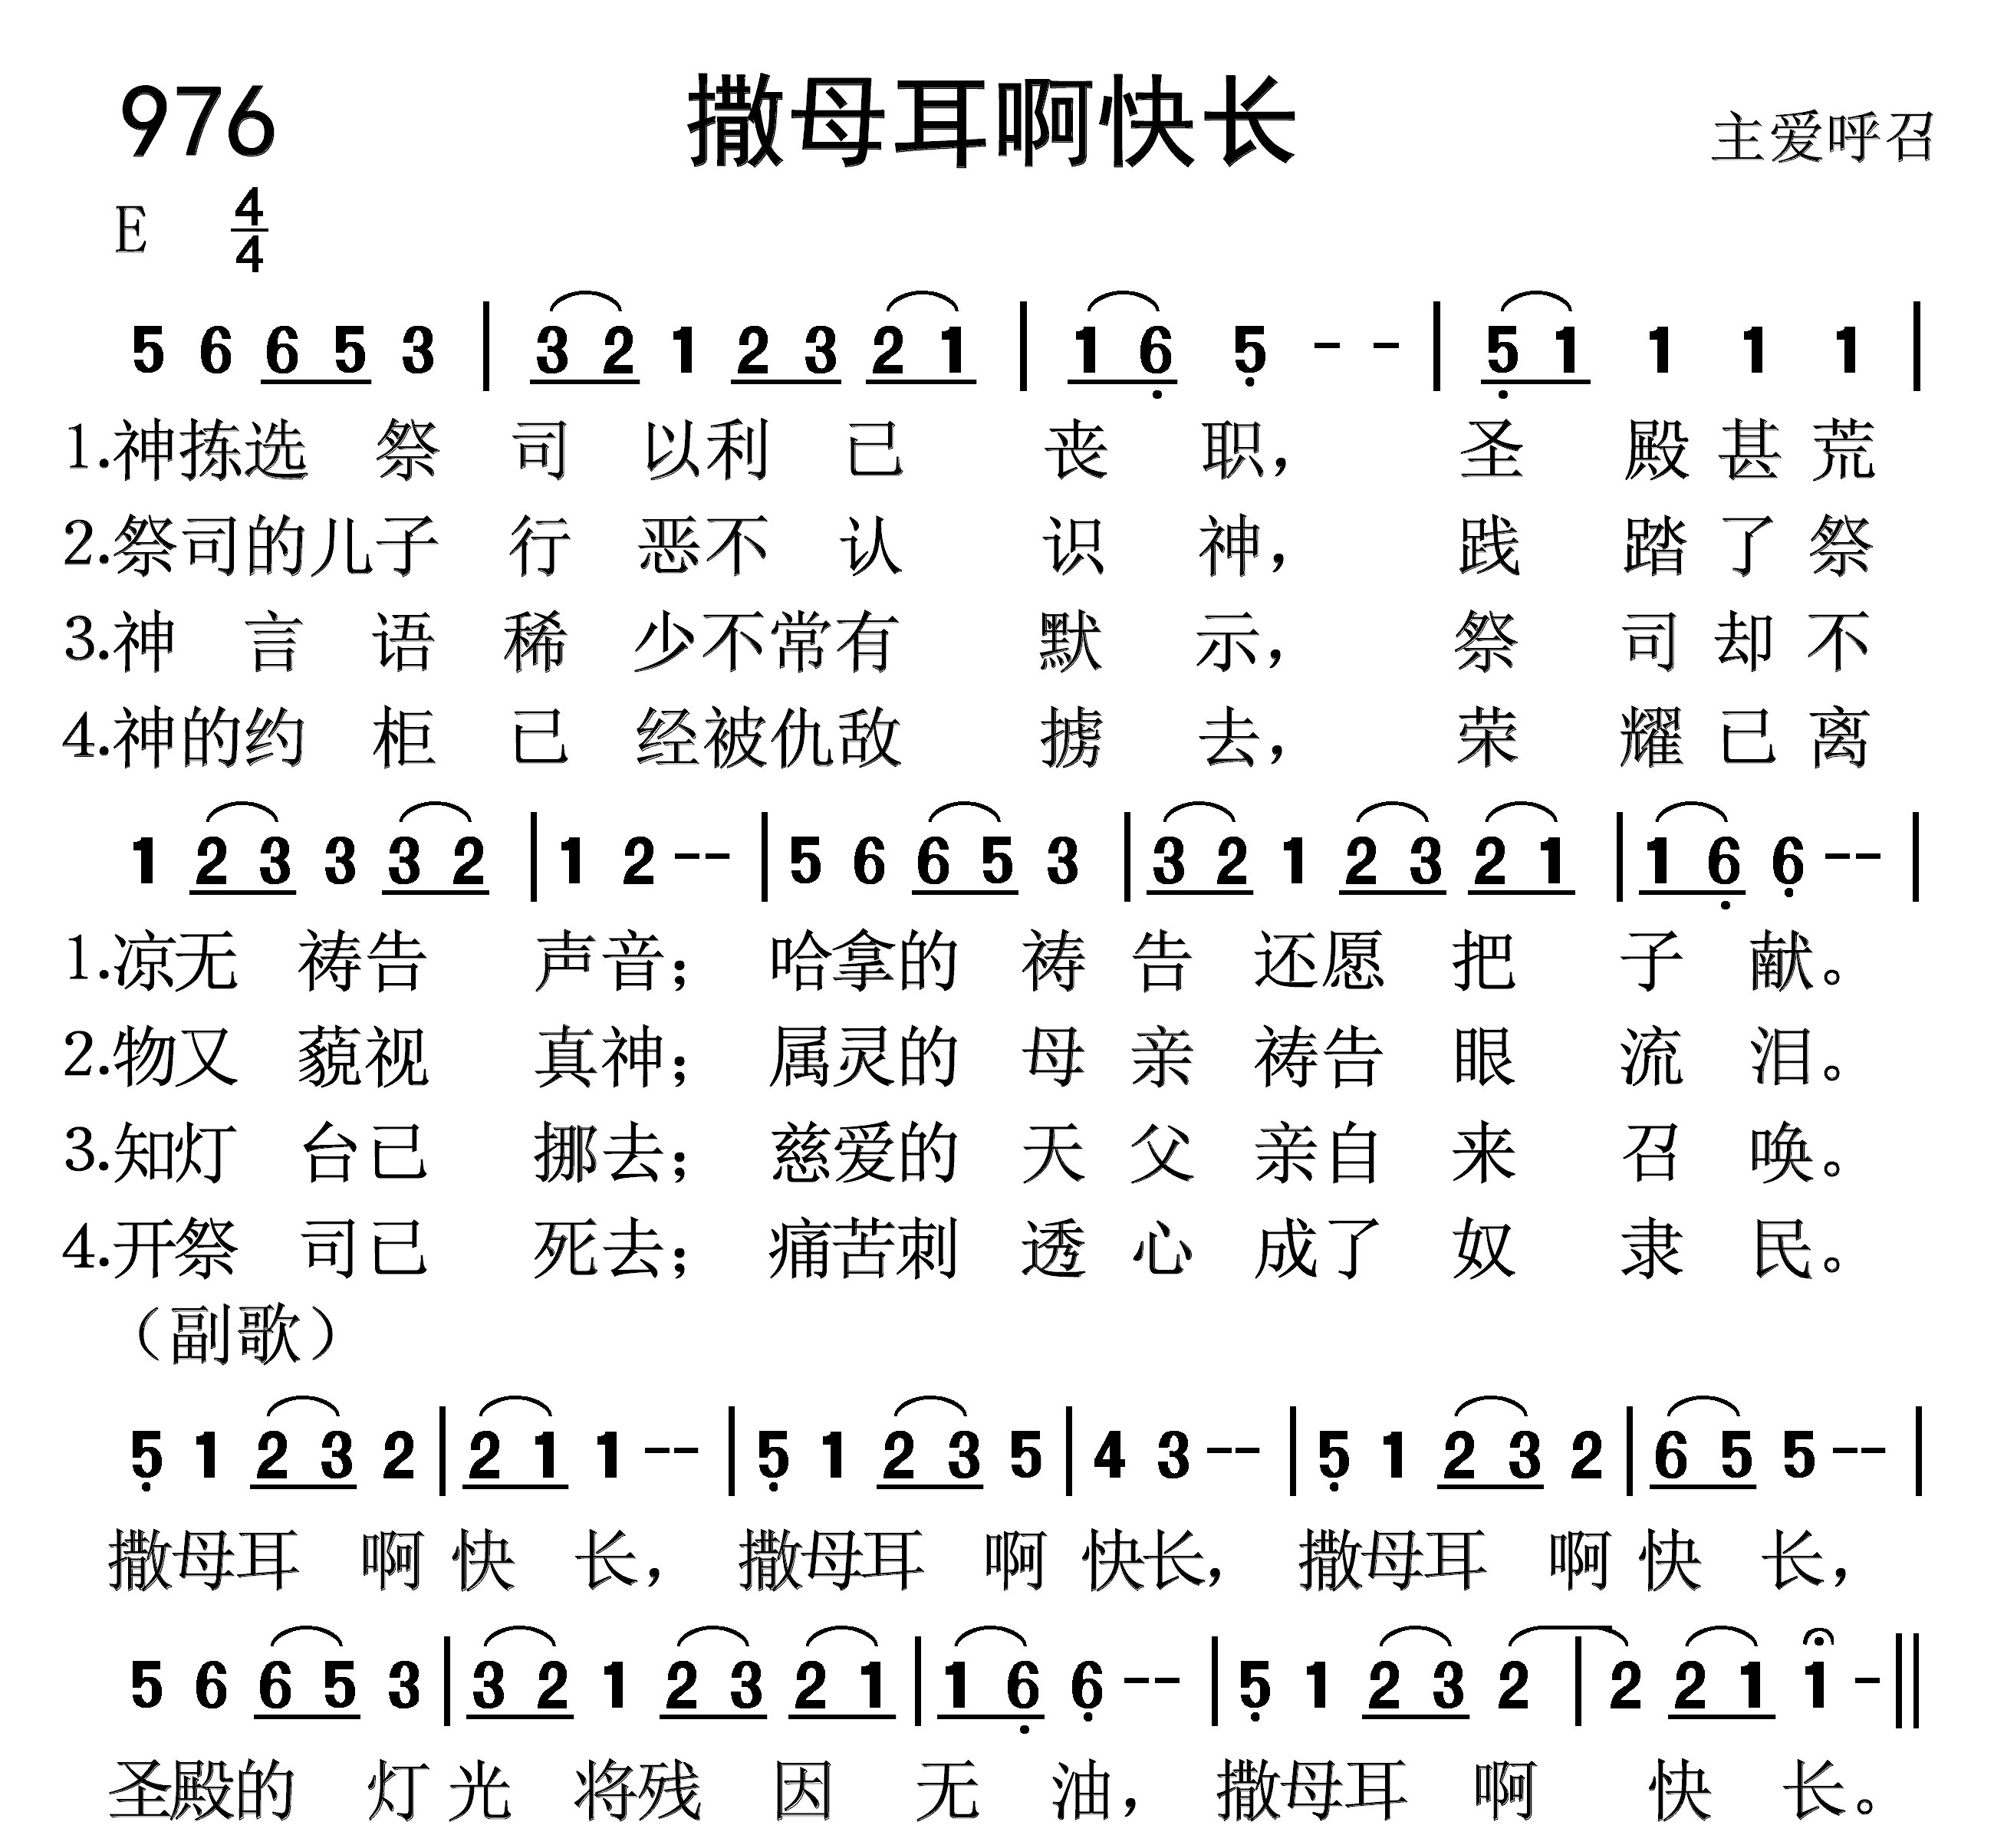 976 撒母耳啊快长 主爱呼召
E 4/4
5 6 6 5 3 | 3 2 1 2 3 2 1 | 1 6̣ 5̣ - - | 5̣ 1 1 1 1 |
1.神拣选 祭 司 以利 已 丧 职， 圣 殿甚荒
2.祭司的儿子 行 恶不 认 识 神， 践 踏了祭
3.神 言 语 稀 少不常有 默 示， 祭 司却不
4.神的约 柜 已 经被仇敌 掳 去， 荣 耀已离
1 2 3 3 3 2 | 1 2 - - | 5 6 6 5 3 | 3 2 1 2 3 2 1 | 1 6̣ 6̣ - - |
1.凉无 祷告 声音；哈拿的 祷 告 还愿 把 子 献。
2.物又 藐视 真神；属灵的 母 亲 祷告 眼 流 泪。
3.知灯 台已 挪去；慈爱的 天 父 亲自 来 召 唤。
4.开祭 司已 死去；痛苦刺 透 心 成了 奴 隶 民。
（副歌）
5̣ 1 2 3 2 | 2 1 1 - - | 5̣ 1 2 3 5 | 4 3 - - | 5̣ 1 2 3 2 | 6 5 5 - - |
撒母耳 啊 快 长，撒母耳 啊 快长，撒母耳 啊 快 长，
5 6 6 5 3 | 3 2 1 2 3 2 1 | 1 6̣ 6̣ - - | 5̣ 1 2 3 2 | 2 2 1 1 - ||
圣殿的 灯 光 将残 因 无 油，撒母耳 啊 快 长。